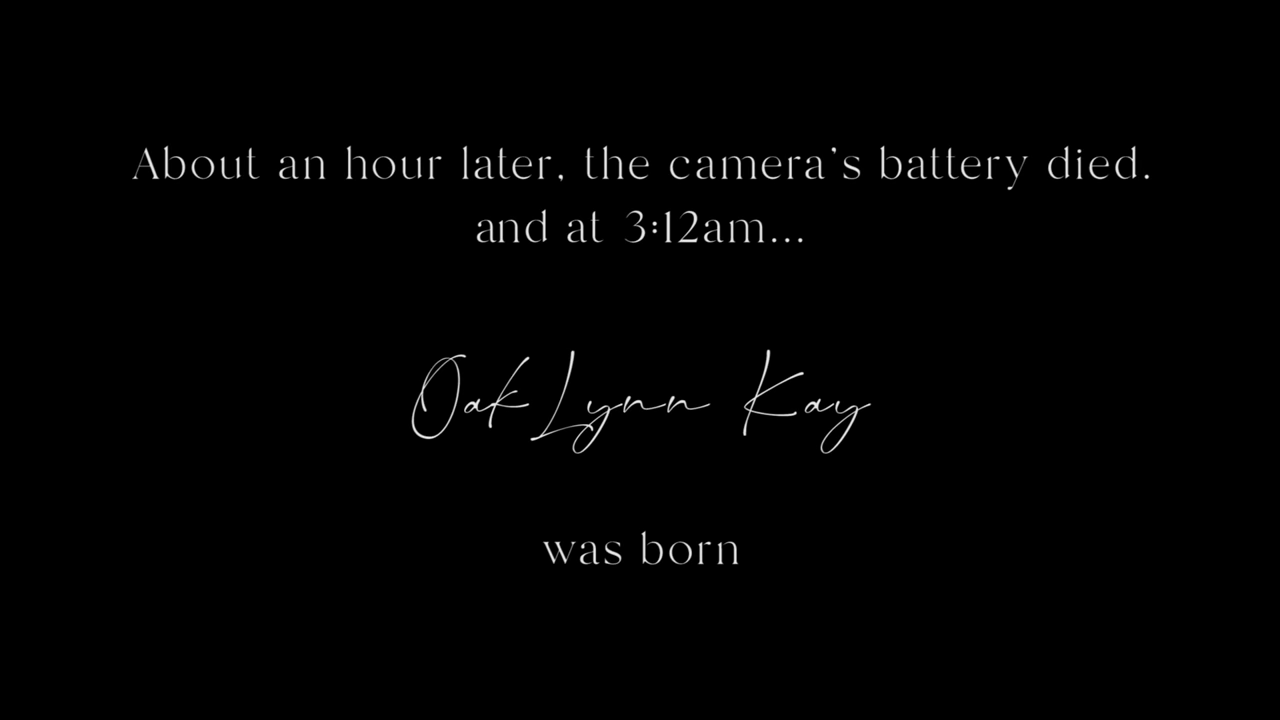 About an hour later, the camera’s battery died.
and at 3:12am...
OakLynn Kay
was born